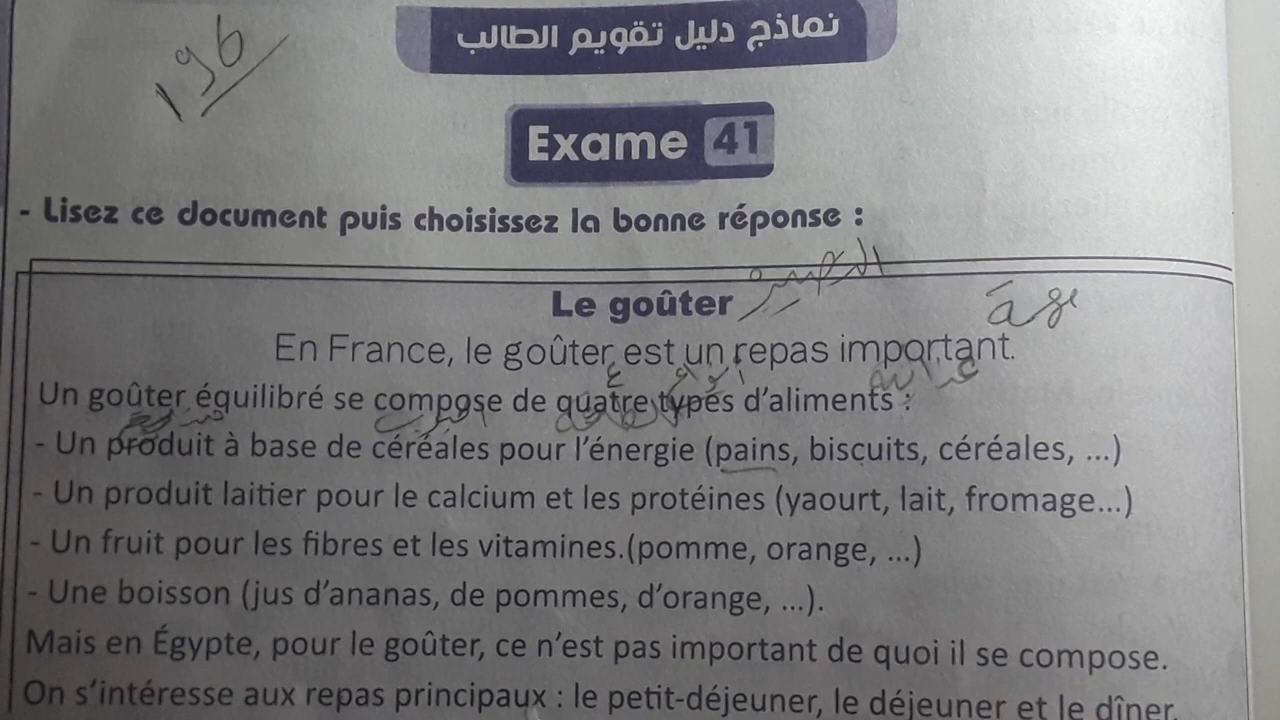 نماذج دليل تقويم الطالب
196
Exame 41
- Lisez ce document puis choisissez la bonne réponse :
Le goûter
En France, le goûter est un repas important.
Un goûter équilibré se compose de quatre types d'aliments :
- Un produit à base de céréales pour l'énergie (pains, biscuits, céréales, ...)
- Un produit laitier pour le calcium et les protéines (yaourt, lait, fromage...)
- Un fruit pour les fibres et les vitamines.(pomme, orange, ...)
- Une boisson (jus d'ananas, de pommes, d'orange, ...).
Mais en Égypte, pour le goûter, ce n'est pas important de quoi il se compose.
On s'intéresse aux repas principaux : le petit-déjeuner, le déjeuner et le dîner.